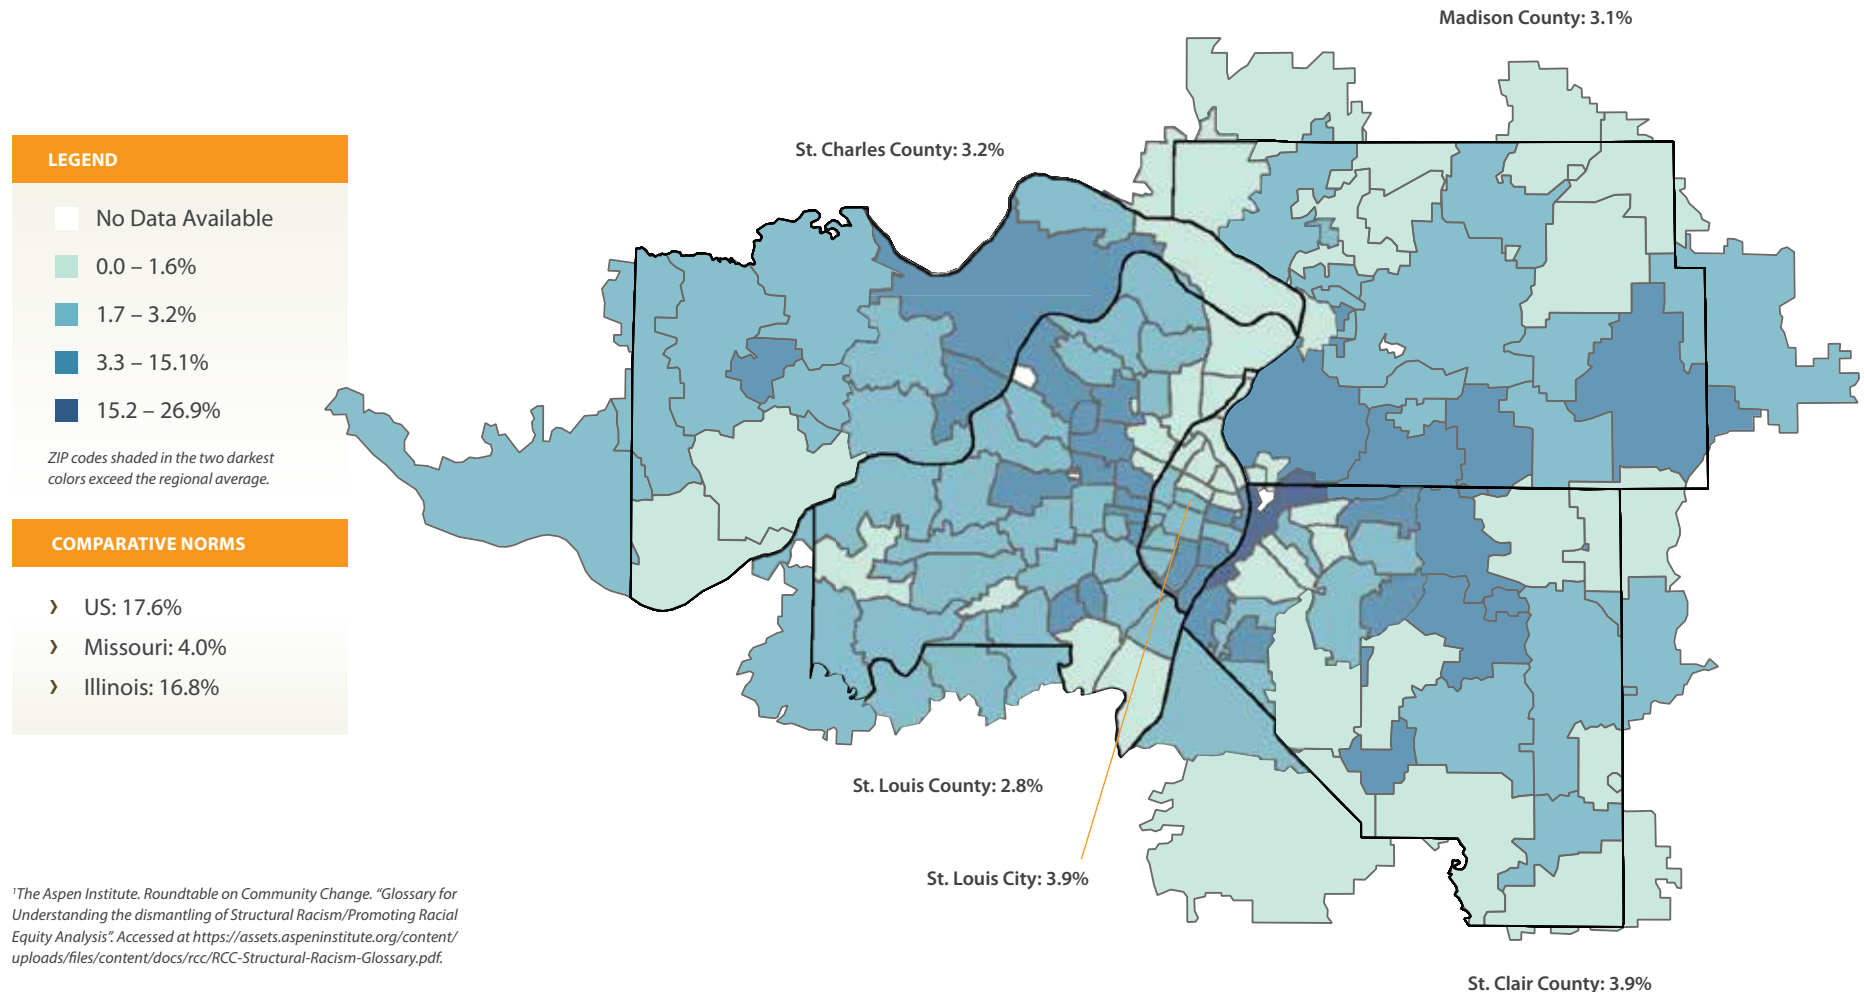 Madison County: 3.1%
St. Charles County: 3.2%
LEGEND
No Data Available
0.0 – 1.6%
1.7 – 3.2%
3.3 – 15.1%
15.2 – 26.9%
ZIP codes shaded in the two darkest
colors exceed the regional average.
COMPARATIVE NORMS
› US: 17.6%
› Missouri: 4.0%
› Illinois: 16.8%
St. Louis County: 2.8%
St. Louis City: 3.9%
St. Clair County: 3.9%
¹The Aspen Institute. Roundtable on Community Change. “Glossary for
Understanding the dismantling of Structural Racism/Promoting Racial
Equity Analysis”. Accessed at https://assets.aspeninstitute.org/content/
uploads/files/content/docs/rcc/RCC-Structural-Racism-Glossary.pdf.